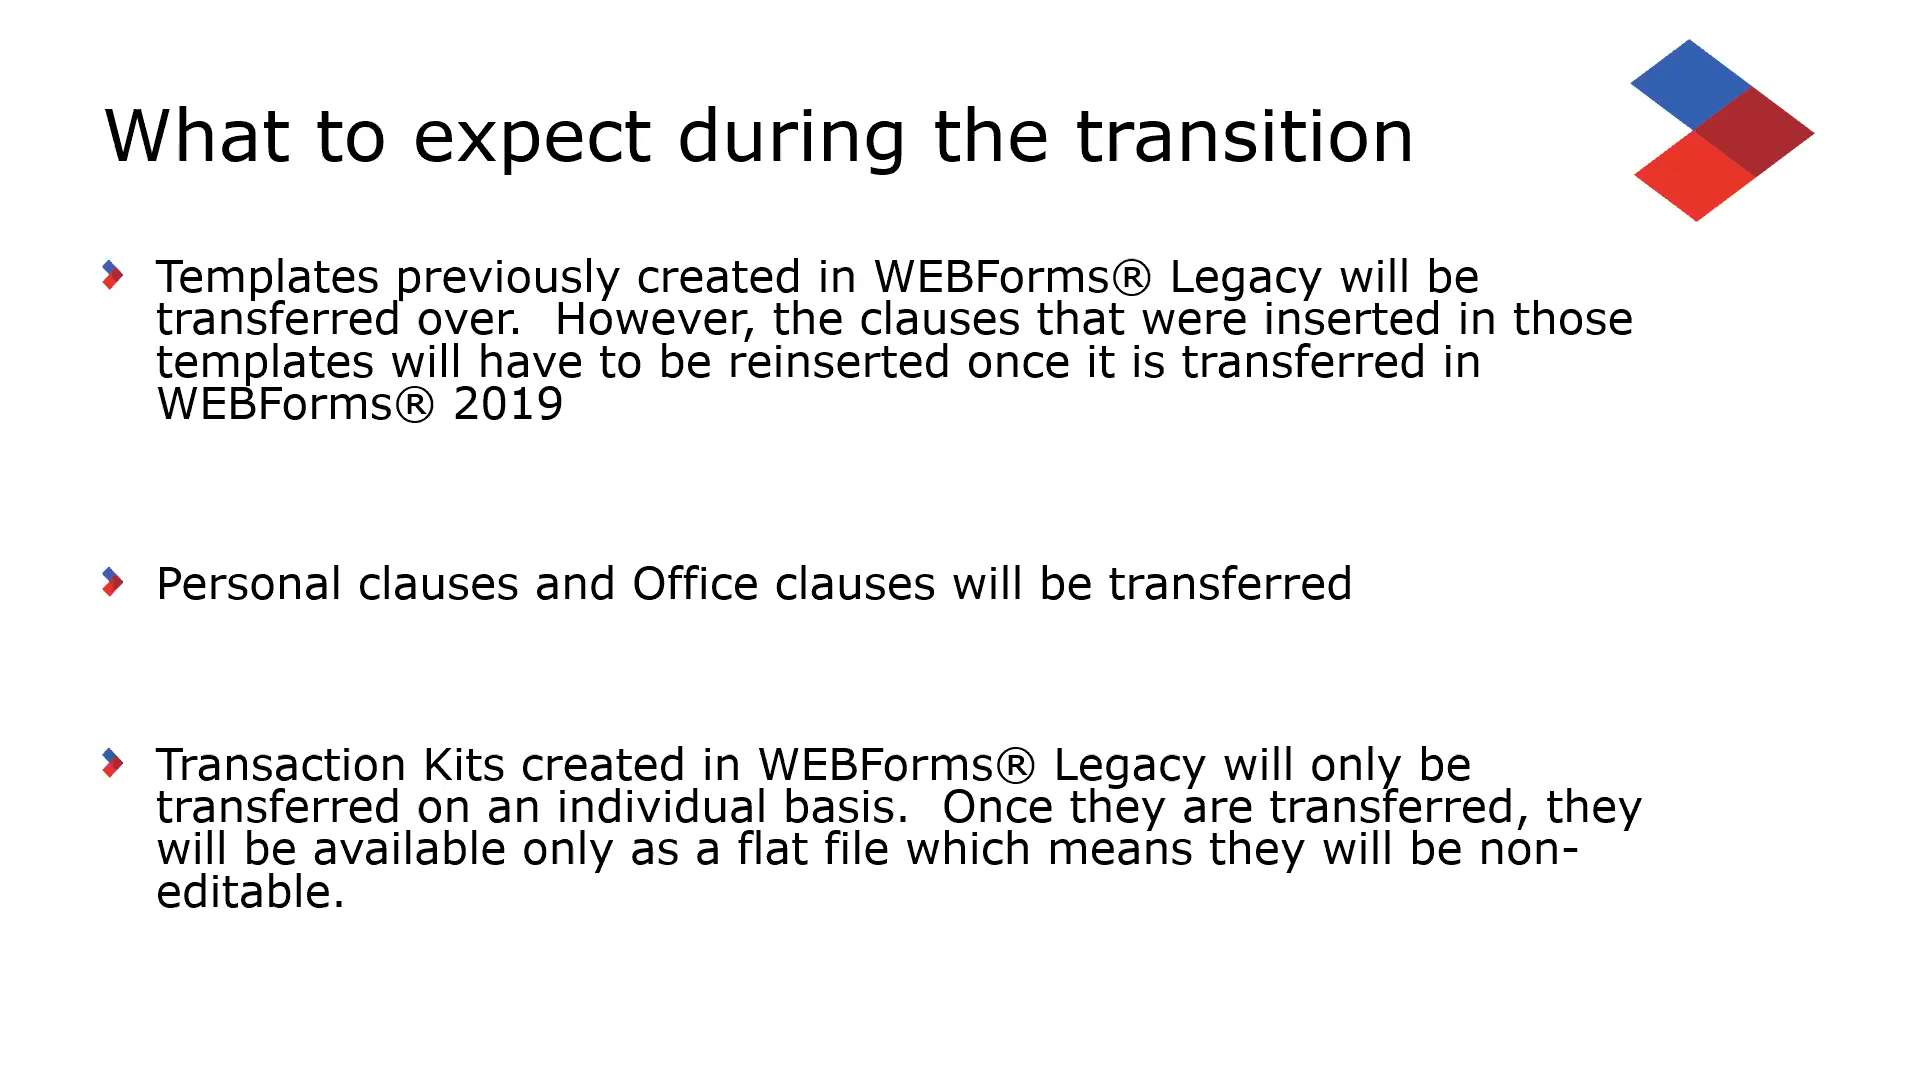 What to expect during the transition
Templates previously created in WEBForms® Legacy will be
transferred over.  However, the clauses that were inserted in those
templates will have to be reinserted once it is transferred in
WEBForms® 2019
Personal clauses and Office clauses will be transferred
Transaction Kits created in WEBForms® Legacy will only be
transferred on an individual basis.  Once they are transferred, they
will be available only as a flat file which means they will be non-
editable.